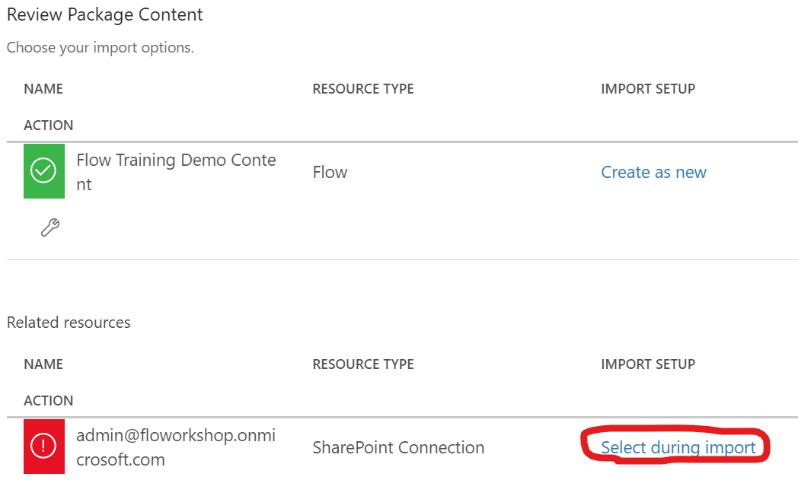 Review Package Content
Choose your import options.
NAME RESOURCE TYPE IMPORT SETUP
ACTION
Flow Training Demo Conte
nt
Flow
Create as new
Related resources
NAME RESOURCE TYPE IMPORT SETUP
ACTION
admin@floworkshop.onmi
crosoft.com
SharePoint Connection
Select during import